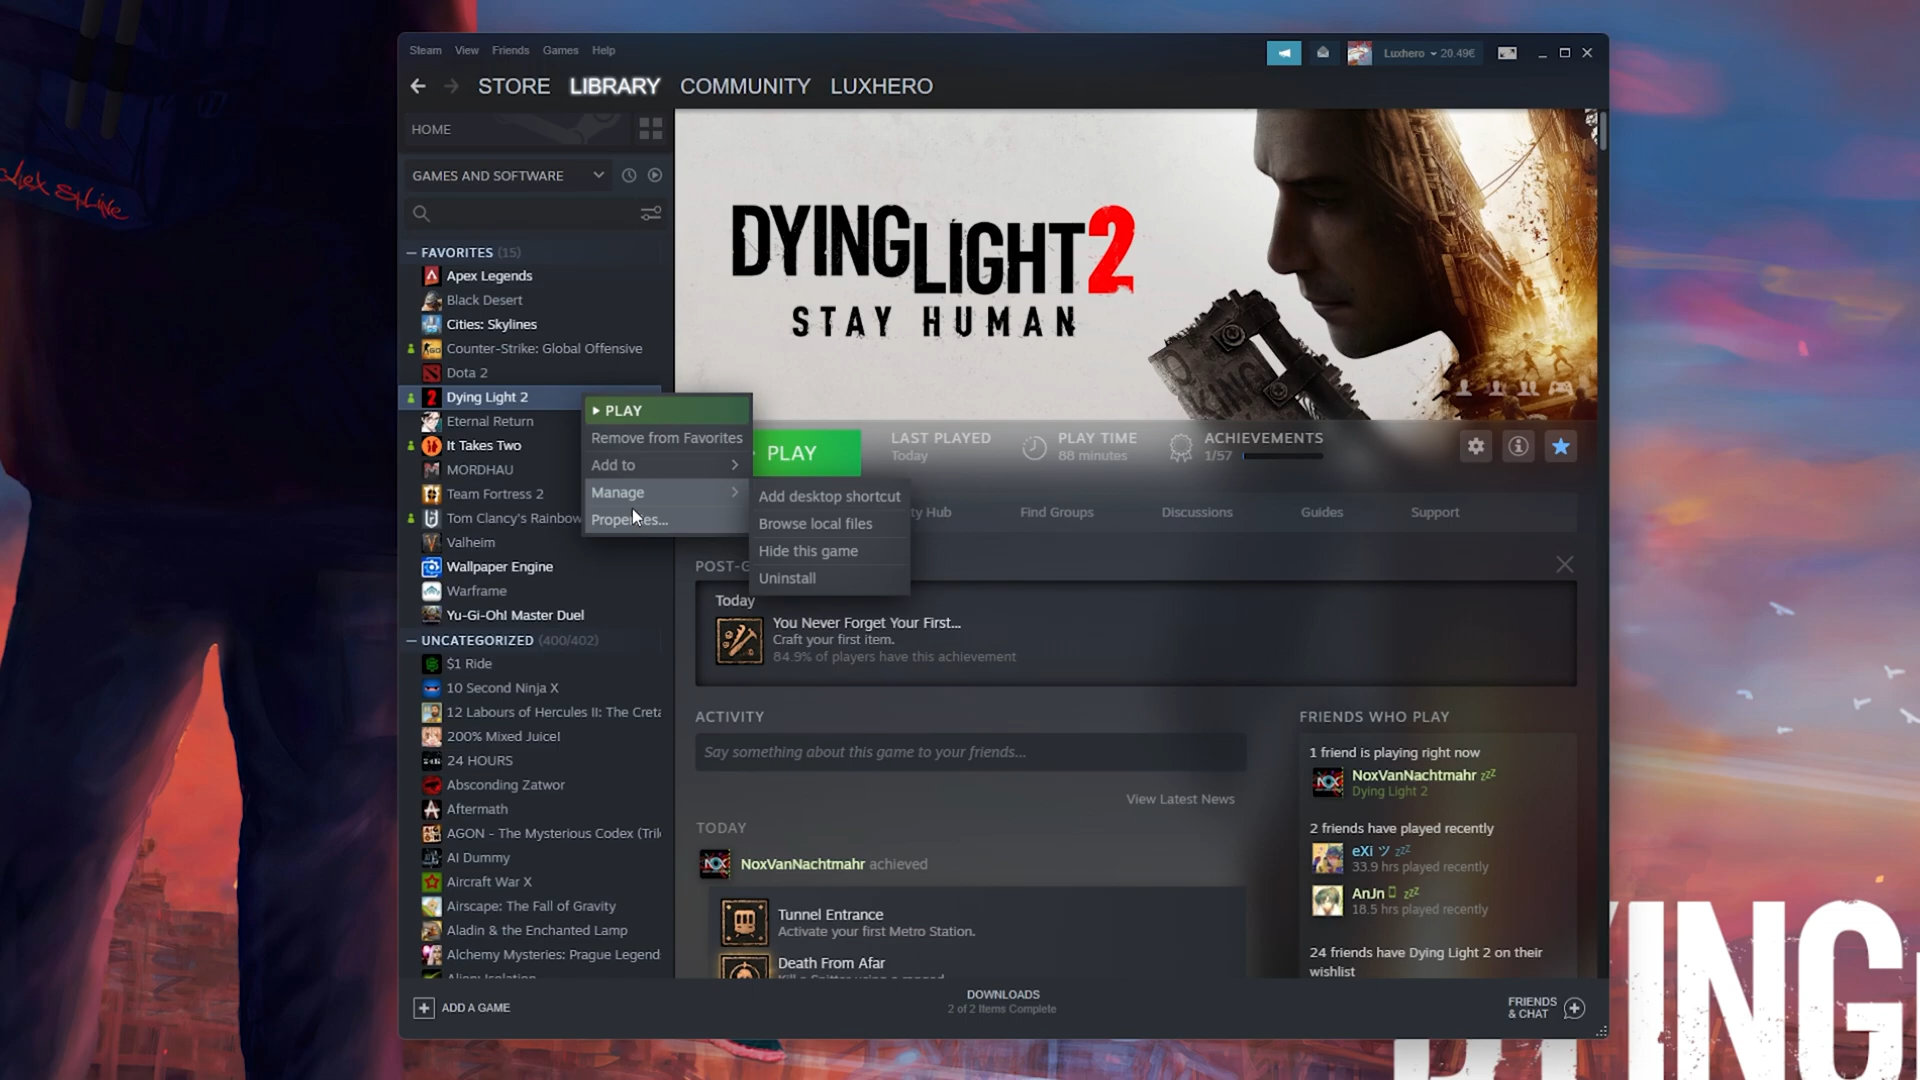 Steam View Friends Games Help
Luxhero 20.49€
STORE LIBRARY COMMUNITY LUXHERO
HOME
GAMES AND SOFTWARE
FAVORITES (15)
Apex Legends
Black Desert
Cities: Skylines
Counter-Strike: Global Offensive
Dota 2
Dying Light 2
Eternal Return
It Takes Two
MORDHAU
Team Fortress 2
Tom Clancy's Rainbow
Valheim
Wallpaper Engine
Warframe
Yu-Gi-Oh! Master Duel
UNCATEGORIZED (400/402)
$1 Ride
10 Second Ninja X
12 Labours of Hercules II: The Creta
200% Mixed Juice!
24 HOURS
Absconding Zatwor
Aftermath
AGON - The Mysterious Codex (Tril
AI Dummy
Aircraft War X
Airscape: The Fall of Gravity
Aladin & the Enchanted Lamp
Alchemy Mysteries: Prague Legend
Alien: Isolation
ADD A GAME
PLAY
Remove from Favorites
Add to
Manage
Properties...
Add desktop shortcut
Browse local files
Hide this game
Uninstall
DYING LIGHT 2
STAY HUMAN
PLAY
LAST PLAYED
Today
PLAY TIME
88 minutes
ACHIEVEMENTS
1/57
ty Hub Find Groups Discussions Guides Support
POST-G
Today
You Never Forget Your First...
Craft your first item.
84.9% of players have this achievement
ACTIVITY
Say something about this game to your friends...
View Latest News
TODAY
NoxVanNachtmahr achieved
Tunnel Entrance
Activate your first Metro Station.
Death From Afar
FRIENDS WHO PLAY
1 friend is playing right now
NoxVanNachtmahr zzZ
Dying Light 2
2 friends have played recently
eXi ツ zzZ
33.9 hrs played recently
AnJn zzZ
18.5 hrs played recently
24 friends have Dying Light 2 on their
wishlist
DOWNLOADS
2 of 2 Items Complete
FRIENDS
& CHAT